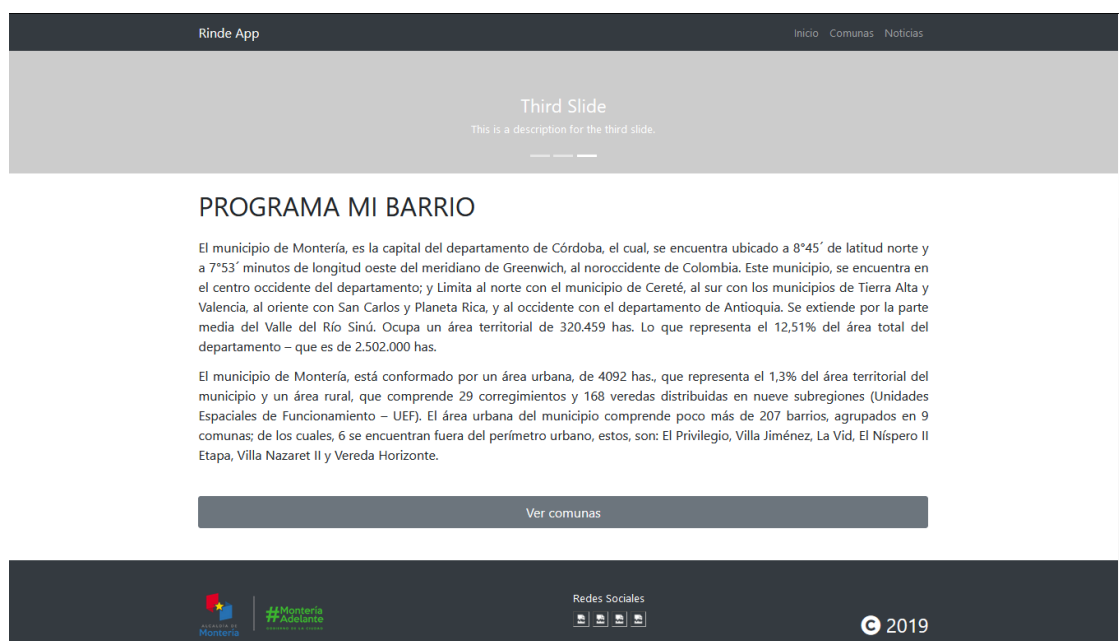 Rinde App
Inicio Comunas Noticias
Third Slide
This is a description for the third slide.
PROGRAMA MI BARRIO
El municipio de Montería, es la capital del departamento de Córdoba, el cual, se encuentra ubicado a 8°45´ de latitud norte y
a 7°53´ minutos de longitud oeste del meridiano de Greenwich, al noroccidente de Colombia. Este municipio, se encuentra en
el centro occidente del departamento; y Limita al norte con el municipio de Cereté, al sur con los municipios de Tierra Alta y
Valencia, al oriente con San Carlos y Planeta Rica, y al occidente con el departamento de Antioquia. Se extiende por la parte
media del Valle del Río Sinú. Ocupa un área territorial de 320.459 has. Lo que representa el 12,51% del área total del
departamento – que es de 2.502.000 has.
El municipio de Montería, está conformado por un área urbana, de 4092 has., que representa el 1,3% del área territorial del
municipio y un área rural, que comprende 29 corregimientos y 168 veredas distribuidas en nueve subregiones (Unidades
Espaciales de Funcionamiento – UEF). El área urbana del municipio comprende poco más de 207 barrios, agrupados en 9
comunas; de los cuales, 6 se encuentran fuera del perímetro urbano, estos, son: El Privilegio, Villa Jiménez, La Vid, El Níspero II
Etapa, Villa Nazaret II y Vereda Horizonte.
Ver comunas
ALCALDÍA DE
Montería
#Montería
Adelante
Redes Sociales
© 2019